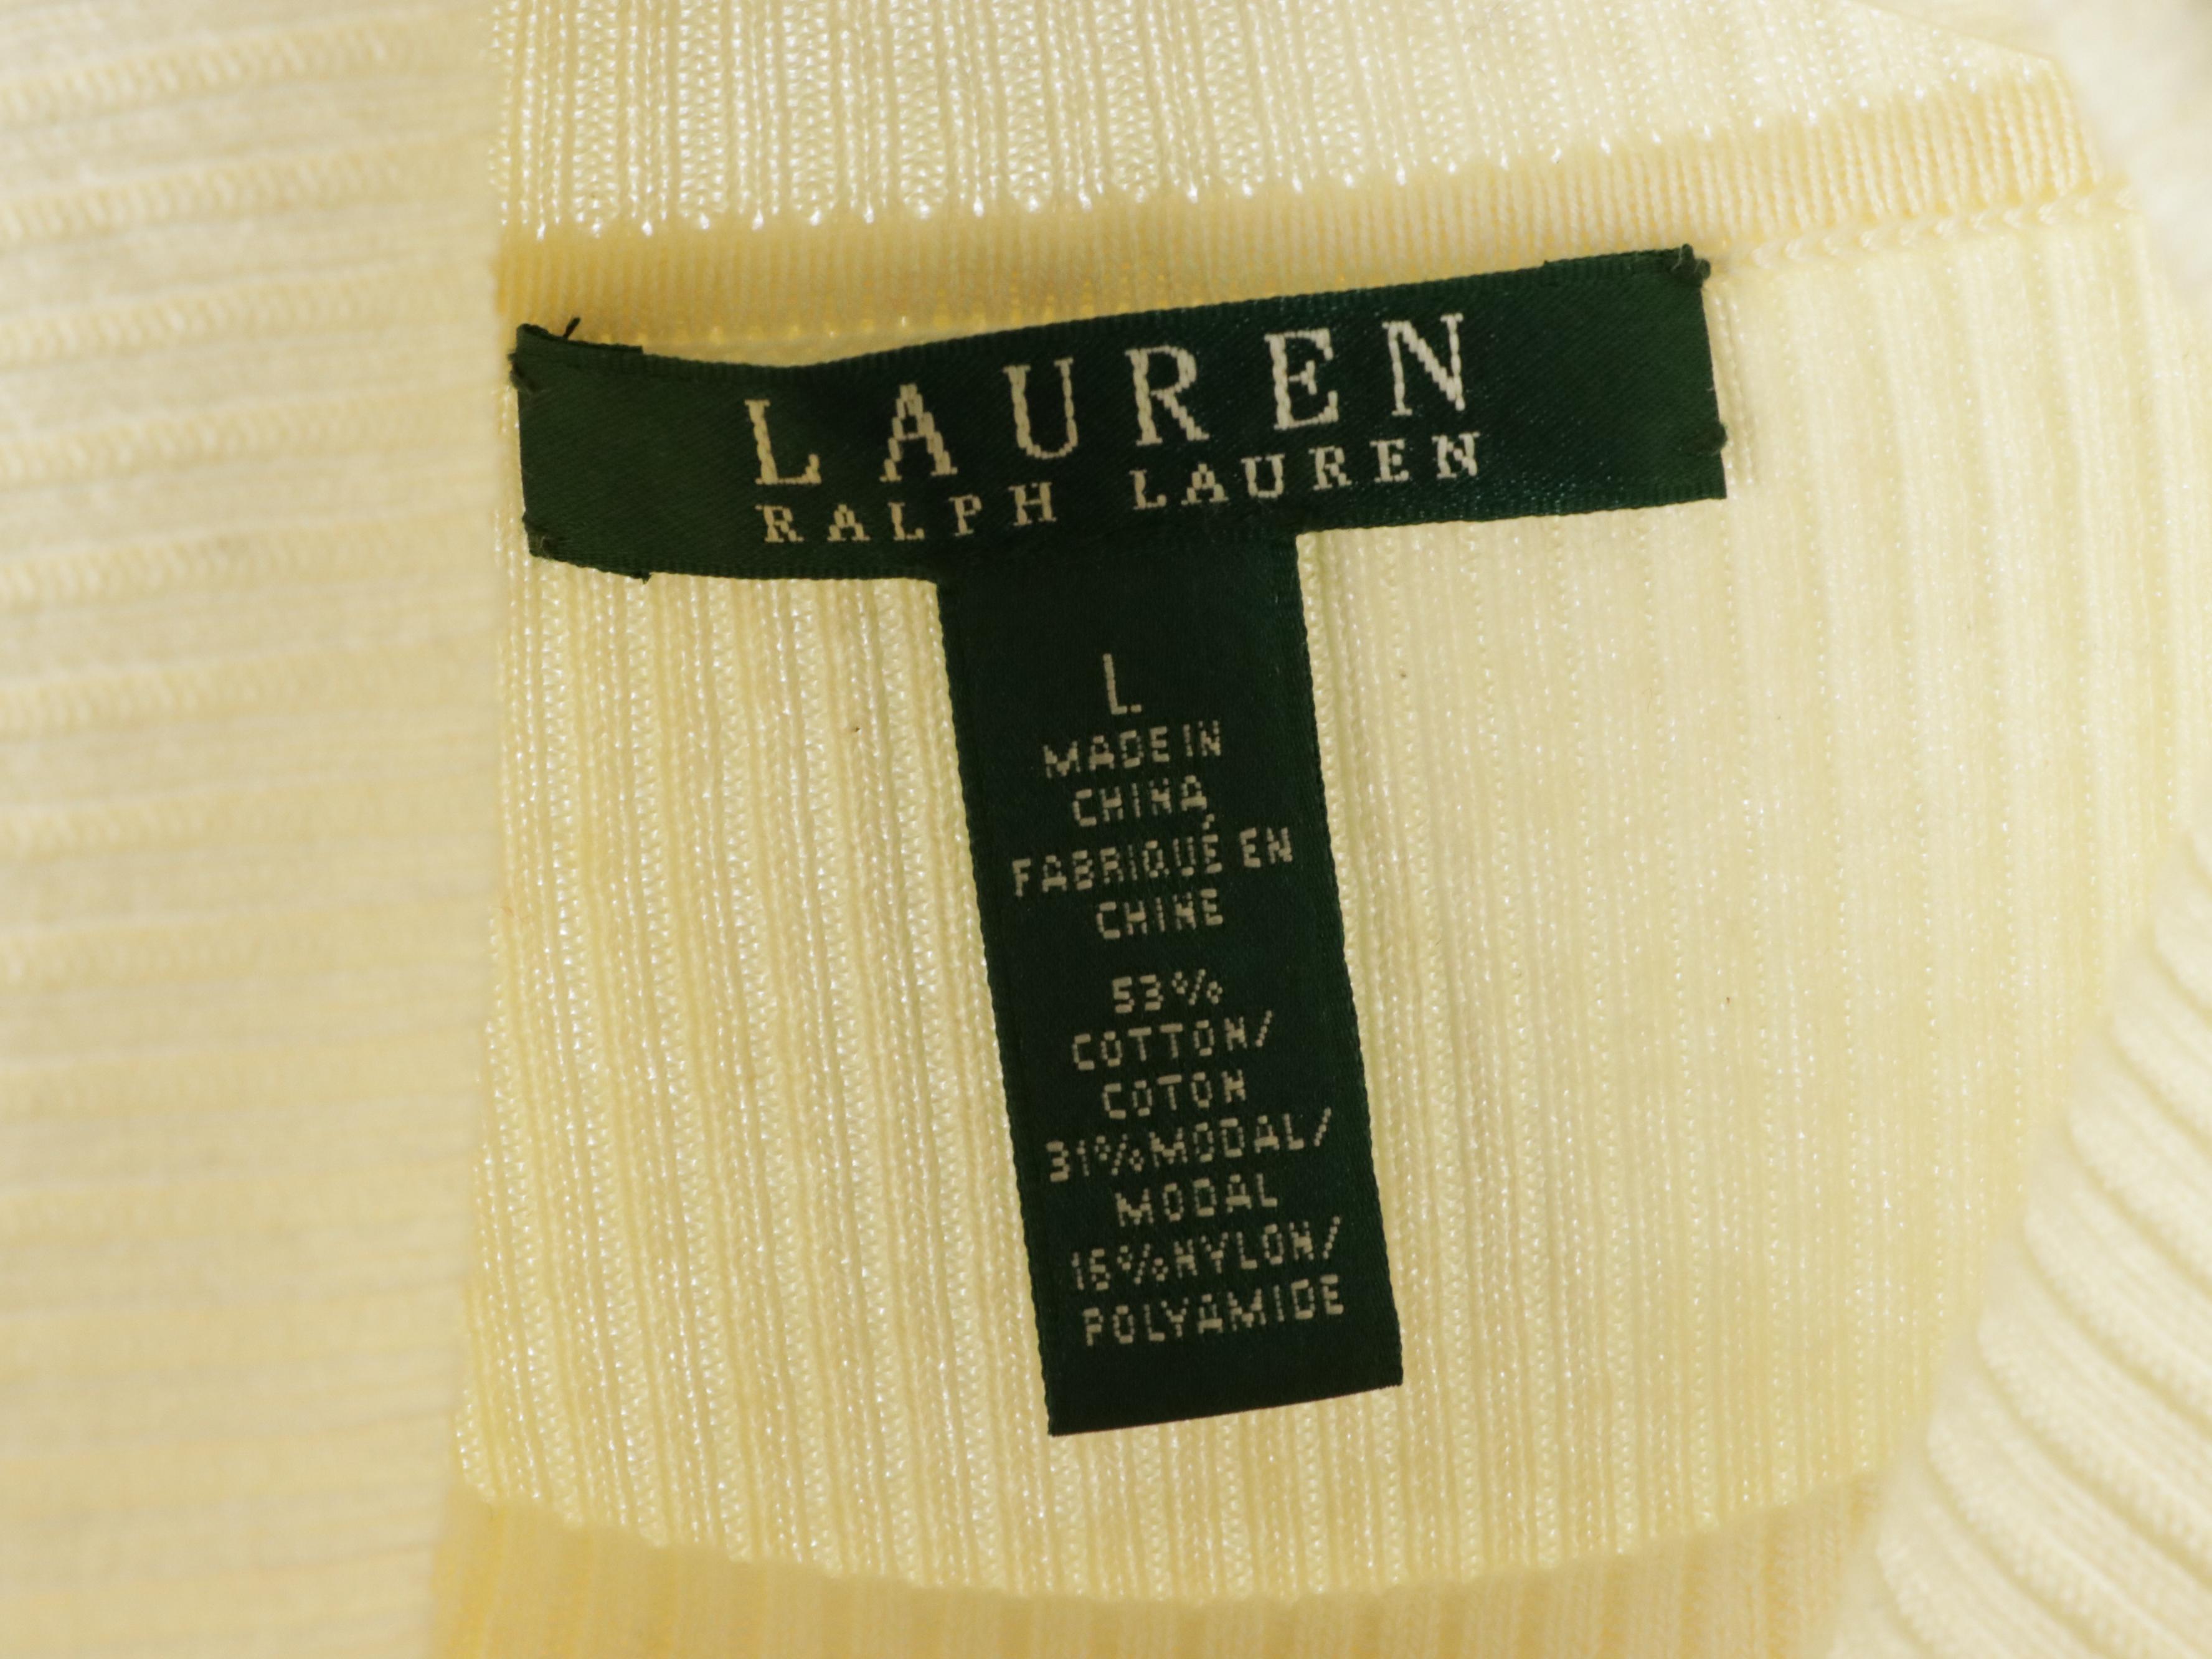 LAUREN
RALPH LAUREN
L
MADE IN
CHINA
FABRIQUÉ EN
CHINE
53%
COTTON/
COTON
31%MODAL/
MODAL
16%NYLON/
POLYAMIDE